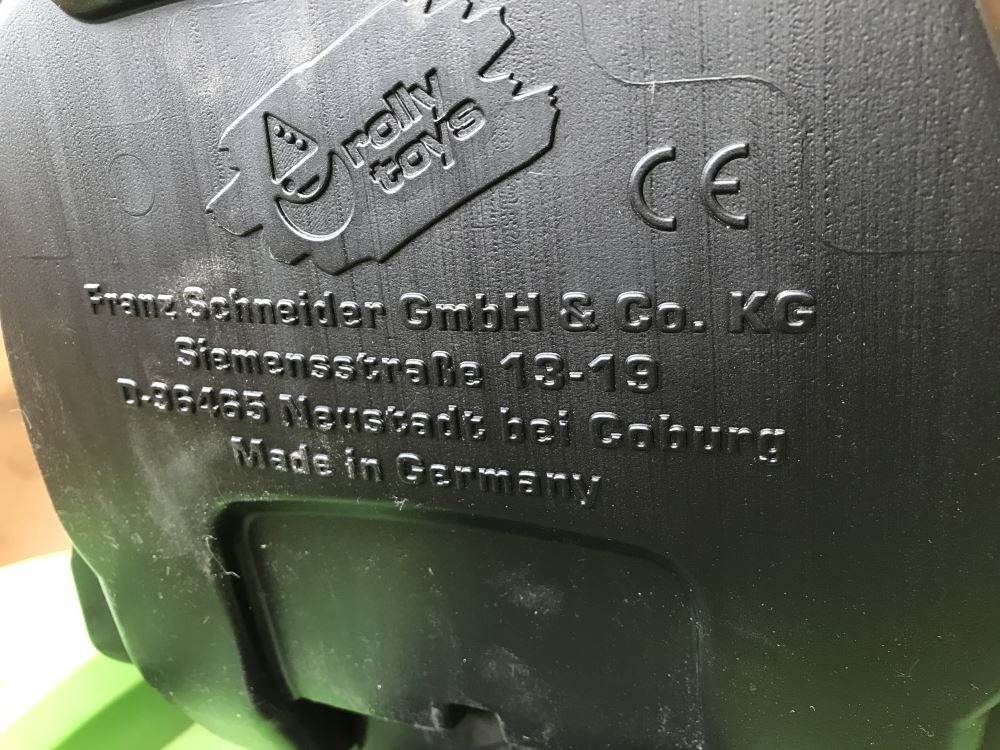 rolly
toys
CE
Franz Schneider GmbH & Co. KG
Siemensstraße 13-19
D-96465 Neustadt bei Coburg
Made in Germany